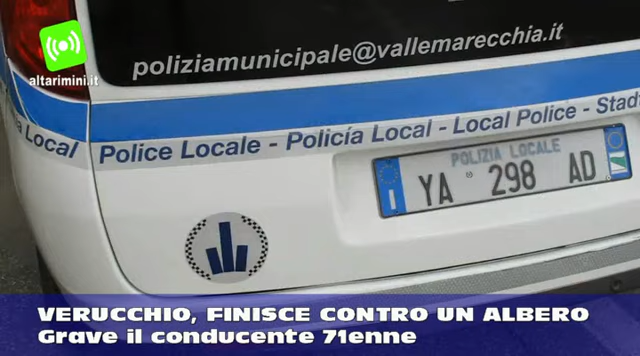 altarimini.it
poliziamunicipale@vallemarecchia.it
Local Police Locale - Policía Local - Local Police - Stad
POLIZIA LOCALE
I YA 298 AD
VERUCCHIO, FINISCE CONTRO UN ALBERO
Grave il conducente 71enne